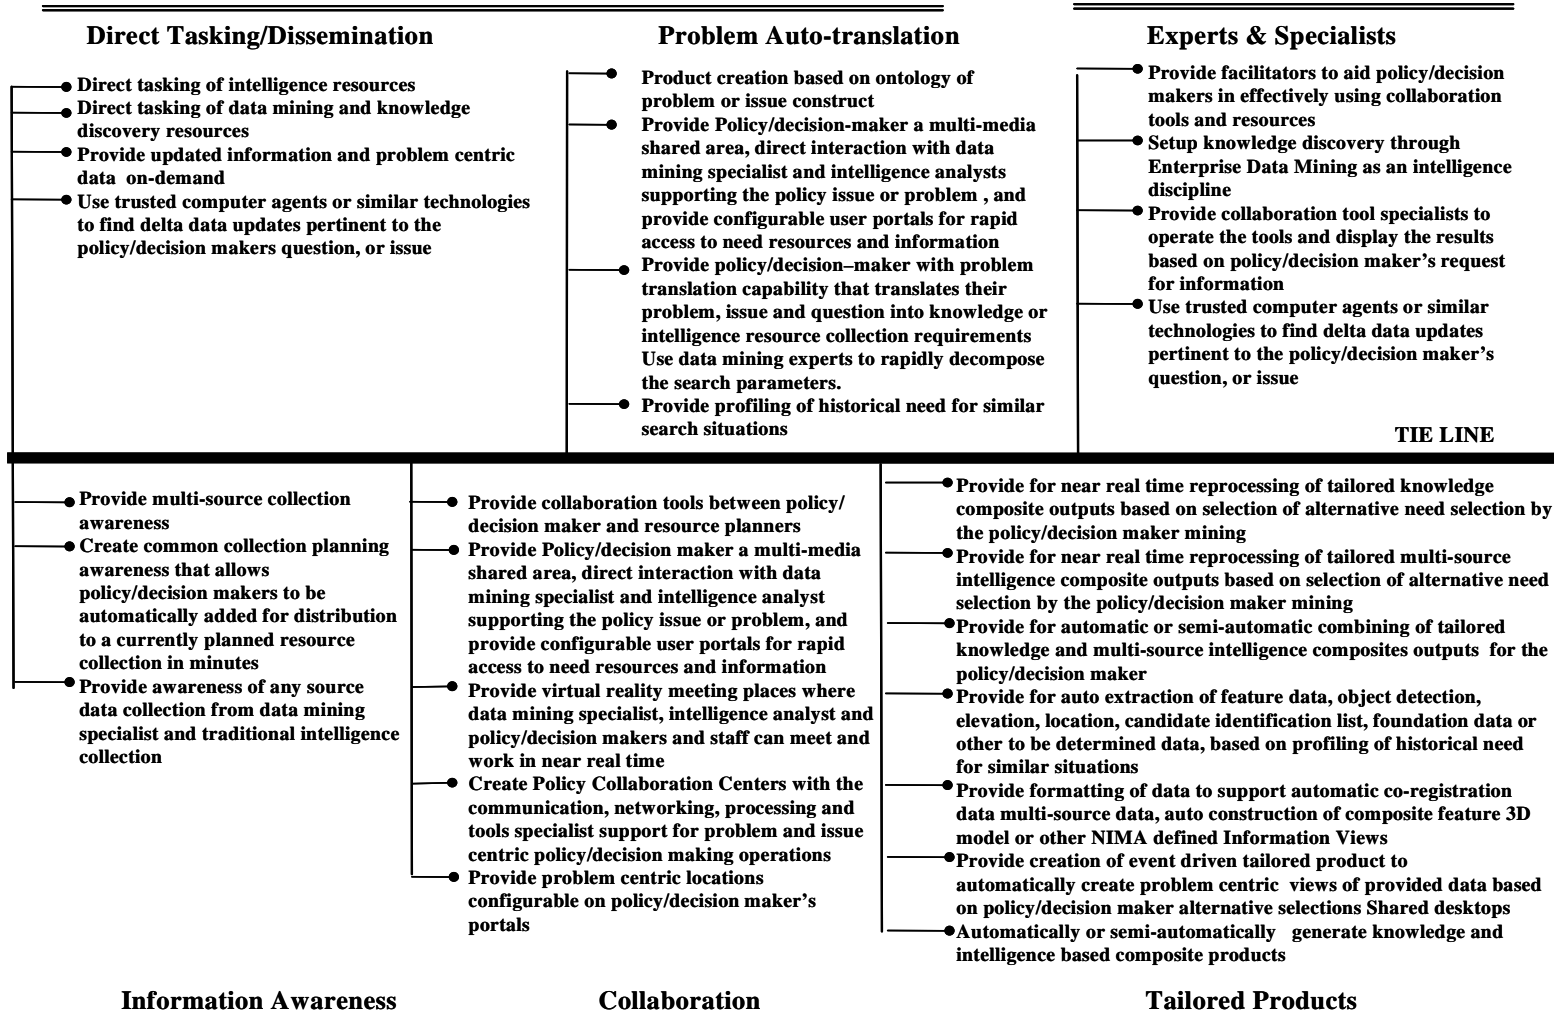 Direct Tasking/Dissemination
Direct tasking of intelligence resources
Direct tasking of data mining and knowledge
discovery resources
Provide updated information and problem centric
data on-demand
Use trusted computer agents or similar technologies
to find delta data updates pertinent to the
policy/decision makers question, or issue
Problem Auto-translation
Product creation based on ontology of
problem or issue construct
Provide Policy/decision-maker a multi-media
shared area, direct interaction with data
mining specialist and intelligence analysts
supporting the policy issue or problem , and
provide configurable user portals for rapid
access to need resources and information
Provide policy/decision–maker with problem
translation capability that translates their
problem, issue and question into knowledge or
intelligence resource collection requirements
Use data mining experts to rapidly decompose
the search parameters.
Provide profiling of historical need for similar
search situations
Experts & Specialists
Provide facilitators to aid policy/decision
makers in effectively using collaboration
tools and resources
Setup knowledge discovery through
Enterprise Data Mining as an intelligence
discipline
Provide collaboration tool specialists to
operate the tools and display the results
based on policy/decision maker’s request
for information
Use trusted computer agents or similar
technologies to find delta data updates
pertinent to the policy/decision maker’s
question, or issue
TIE LINE
Provide multi-source collection
awareness
Create common collection planning
awareness that allows
policy/decision makers to be
automatically added for distribution
to a currently planned resource
collection in minutes
Provide awareness of any source
data collection from data mining
specialist and traditional intelligence
collection
Information Awareness
Provide collaboration tools between policy/
decision maker and resource planners
Provide Policy/decision maker a multi-media
shared area, direct interaction with data
mining specialist and intelligence analyst
supporting the policy issue or problem, and
provide configurable user portals for rapid
access to need resources and information
Provide virtual reality meeting places where
data mining specialist, intelligence analyst and
policy/decision makers and staff can meet and
work in near real time
Create Policy Collaboration Centers with the
communication, networking, processing and
tools specialist support for problem and issue
centric policy/decision making operations
Provide problem centric locations
configurable on policy/decision maker’s
portals
Collaboration
Provide for near real time reprocessing of tailored knowledge
composite outputs based on selection of alternative need selection by
the policy/decision maker mining
Provide for near real time reprocessing of tailored multi-source
intelligence composite outputs based on selection of alternative need
selection by the policy/decision maker mining
Provide for automatic or semi-automatic combining of tailored
knowledge and multi-source intelligence composites outputs for the
policy/decision maker
Provide for auto extraction of feature data, object detection,
elevation, location, candidate identification list, foundation data or
other to be determined data, based on profiling of historical need
for similar situations
Provide formatting of data to support automatic co-registration
data multi-source data, auto construction of composite feature 3D
model or other NIMA defined Information Views
Provide creation of event driven tailored product to
automatically create problem centric views of provided data based
on policy/decision maker alternative selections Shared desktops
Automatically or semi-automatically generate knowledge and
intelligence based composite products
Tailored Products